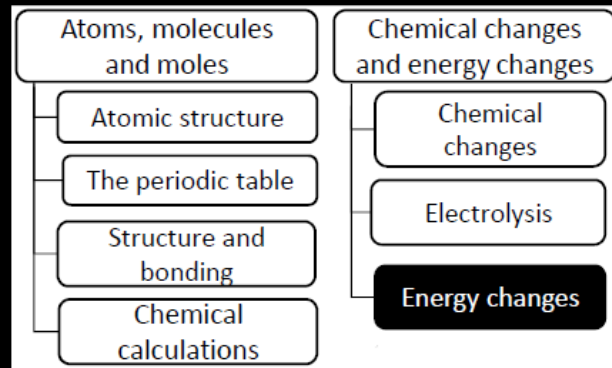 Atoms, molecules
and moles
Atomic structure
The periodic table
Structure and
bonding
Chemical
calculations
Chemical changes
and energy changes
Chemical
changes
Electrolysis
Energy changes